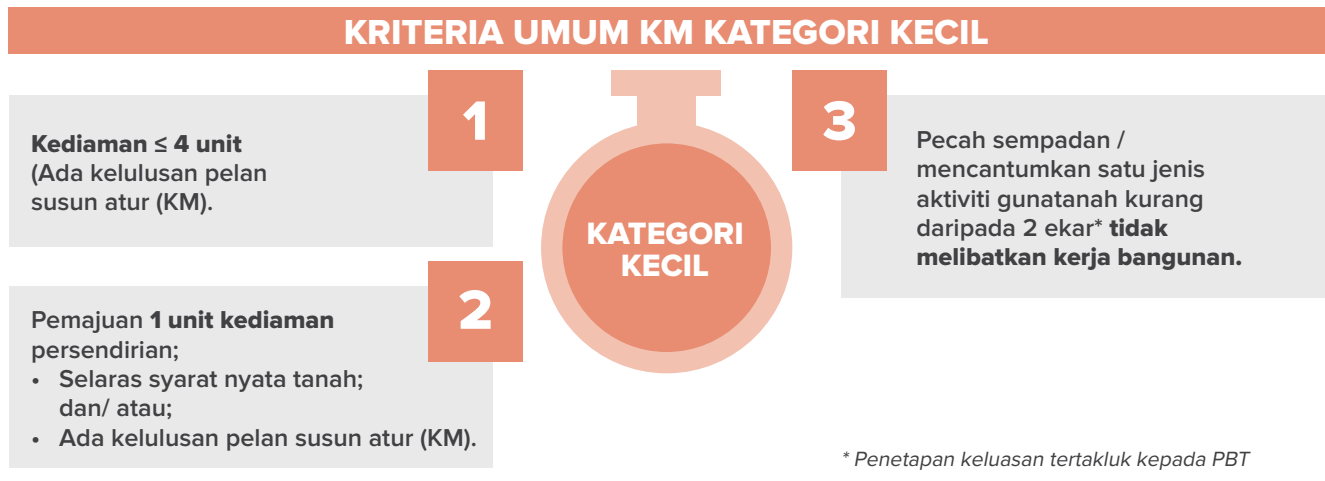 KRITERIA UMUM KM KATEGORI KECIL
1
Kediaman ≤ 4 unit
(Ada kelulusan pelan
susun atur (KM).
2
Pemajuan 1 unit kediaman
persendirian;
• Selaras syarat nyata tanah;
dan/ atau;
• Ada kelulusan pelan susun atur (KM).
KATEGORI
KECIL
3
Pecah sempadan /
mencantumkan satu jenis
aktiviti gunatanah kurang
daripada 2 ekar* tidak
melibatkan kerja bangunan.
* Penetapan keluasan tertakluk kepada PBT